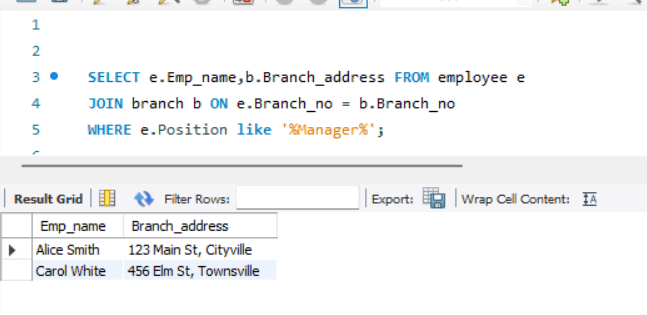 1
2
3 SELECT e.Emp_name,b.Branch_address FROM employee e
4 JOIN branch b ON e.Branch_no = b.Branch_no
5 WHERE e.Position like '%Manager%';
Result Grid Filter Rows: Export: Wrap Cell Content:
Emp_name Branch_address
Alice Smith 123 Main St, Cityville
Carol White 456 Elm St, Townsville